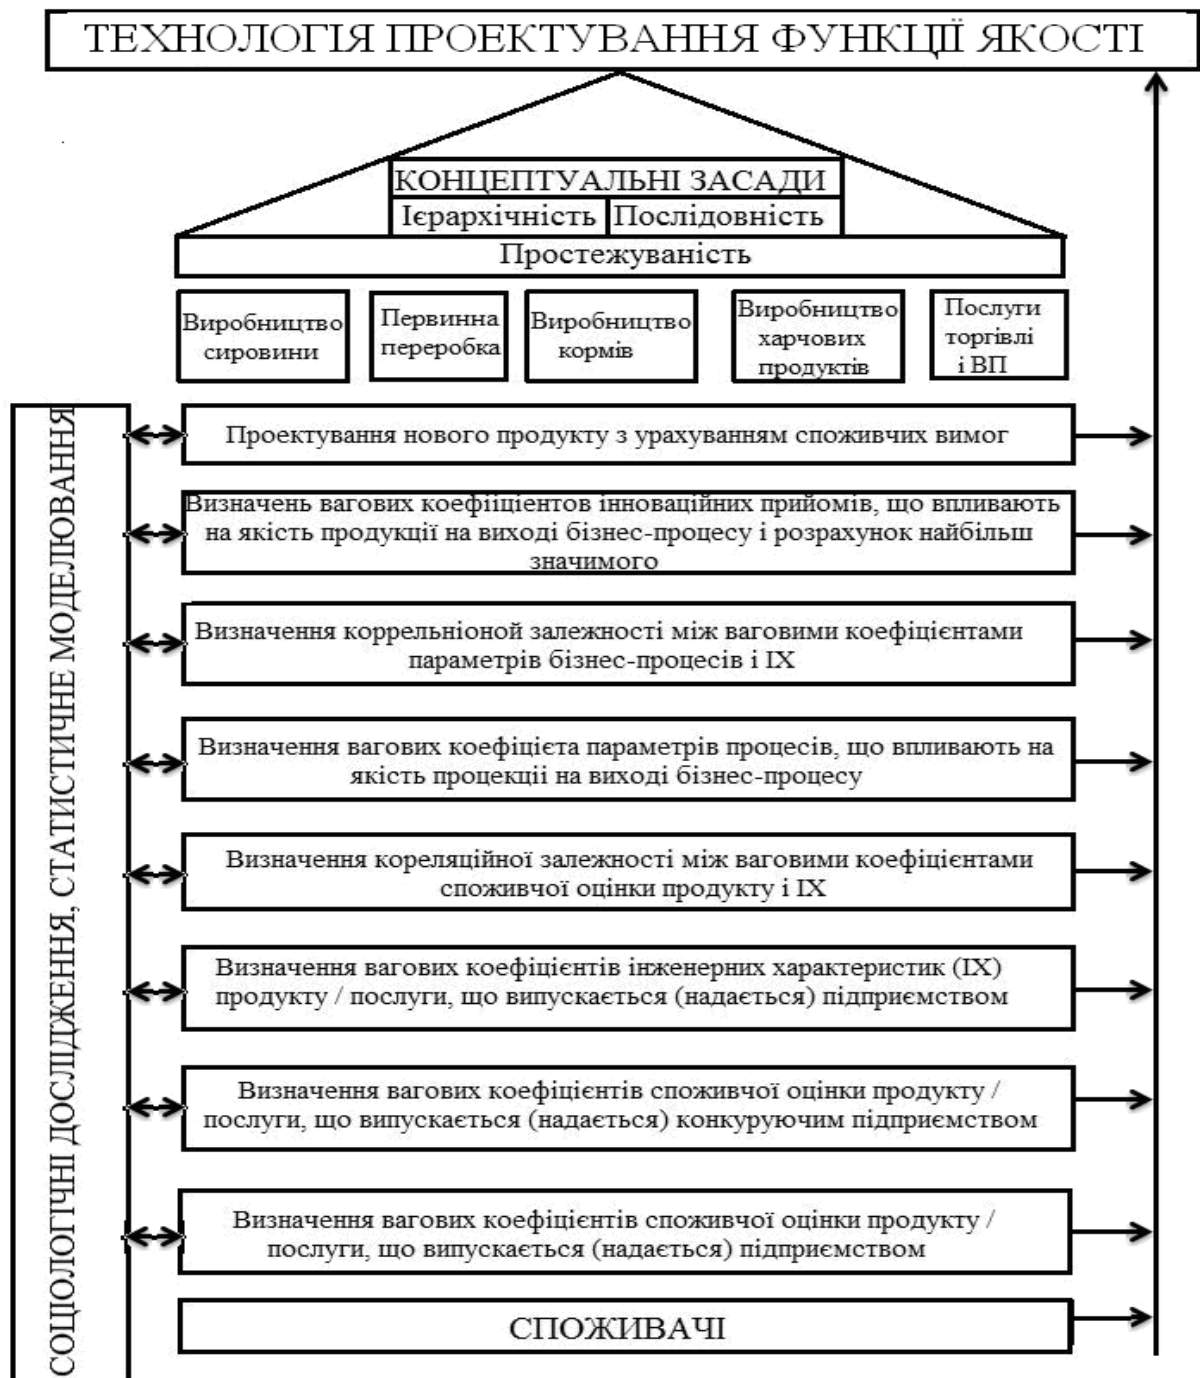 ТЕХНОЛОГІЯ ПРОЕКТУВАННЯ ФУНКЦІЇ ЯКОСТІ
КОНЦЕПТУАЛЬНІ ЗАСАДИ
Ієрархічність Послідовність
Простежуваність
Виробництво
сировини
Первинна
переробка
Виробництво
кормів
Виробництво
харчових
продуктів
Послуги
торгівлі
і ВП
СОЦІОЛОГІЧНІ ДОСЛІДЖЕННЯ, СТАТИСТИЧНЕ МОДЕЛЮВАННЯ
Проектування нового продукту з урахуванням споживчих вимог
Визначень вагових коефііціентов інноваційних прийомів, що впливають
на якість продукції на виході бізнес-процесу і розрахунок найбільш
значимого
Визначення коррельніоной залежності між ваговими коефіцієнтами
параметрів бізнес-процесів і ІХ
Визначення вагових коефіцієта параметрів процесів, що впливають на
якість процекціі на виході бізнес-процесу
Визначення кореляційної залежності між ваговими коефіцієнтами
споживчої оцінки продукту і ІХ
Визначення вагових коефіцієнтів інженерних характеристик (ІХ)
продукту / послуги, що випускається (надається) підприємством
Визначення вагових коефіцієнтів споживчої оцінки продукту /
послуги, що випускається (надається) конкуруючим підприємством
Визначення вагових коефіцієнтів споживчої оцінки продукту /
послуги, що випускається (надається) підприємством
СПОЖИВАЧІ